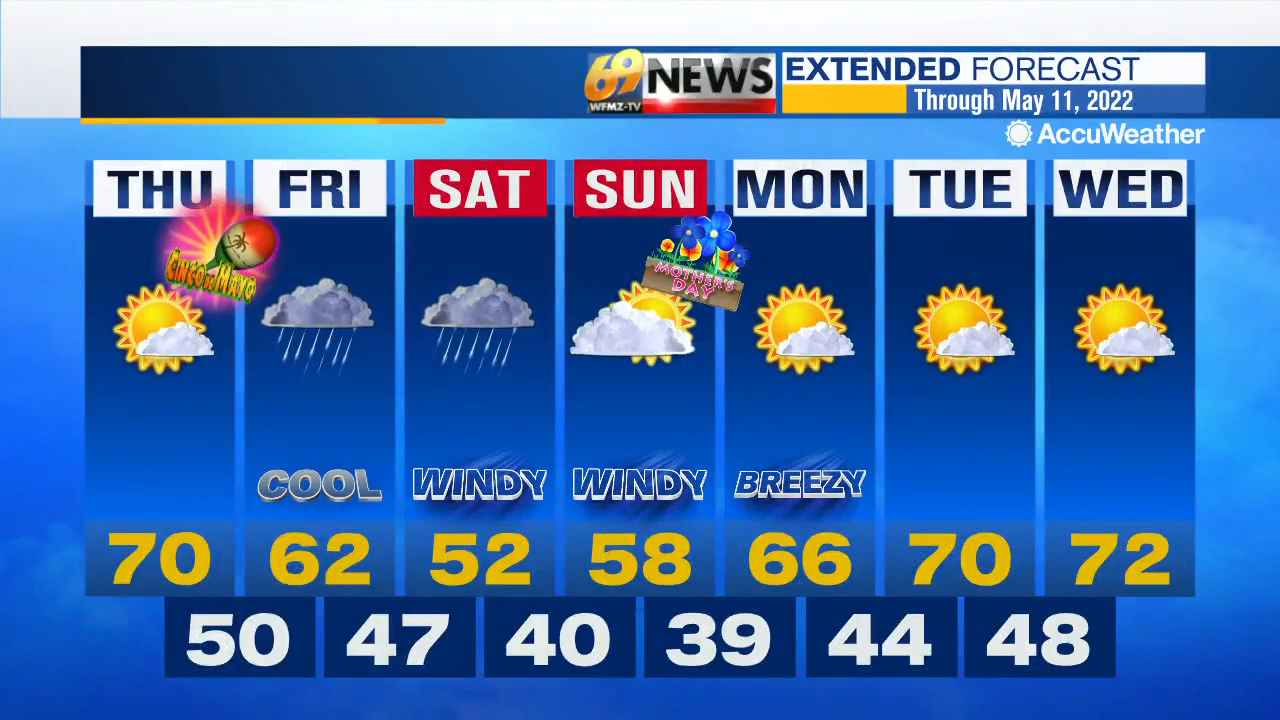 69 NEWS
WFMZ-TV
EXTENDED FORECAST
Through May 11, 2022
AccuWeather
THU FRI SAT SUN MON TUE WED
CINCO de MAYO
MOTHER'S
DAY
COOL WINDY WINDY BREEZY
70 62 52 58 66 70 72
50 47 40 39 44 48